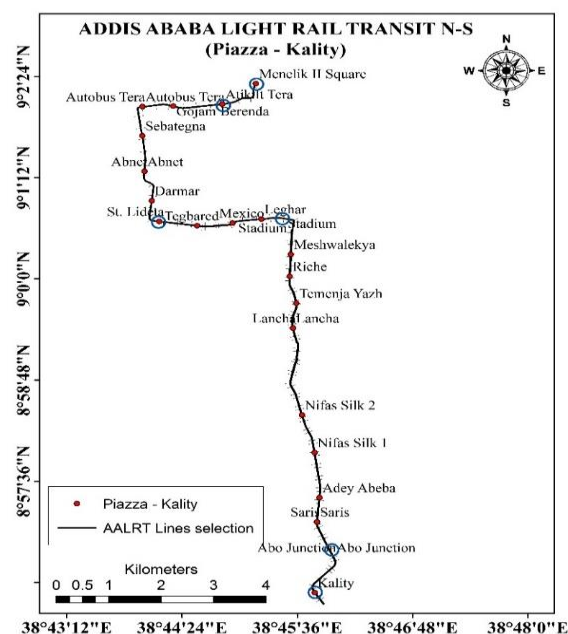 ADDIS ABABA LIGHT RAIL TRANSIT N-S
(Piazza - Kality)
N
W E
S
9°2'24"N
Menelik II Square
Autobus Tera Autobus Tera Atiklt Tera
Gojam Berenda
Sebategna
9°1'12"N
Abnet Abnet
Darmar
St. Lideta Tegbared Mexico Leghar
Stadium Stadium
Meshwalekya
9°0'0"N
Riche
Temenja Yazh
Lancha Lancha
8°58'48"N
Nifas Silk 2
Nifas Silk 1
8°57'36"N
Adey Abeba
Saris Saris
Piazza - Kality
AALRT Lines selection
Abo Junction Abo Junction
Kilometers
Kality
0 0.5 1 2 3 4
38°43'12"E 38°44'24"E 38°45'36"E 38°46'48"E 38°48'0"E